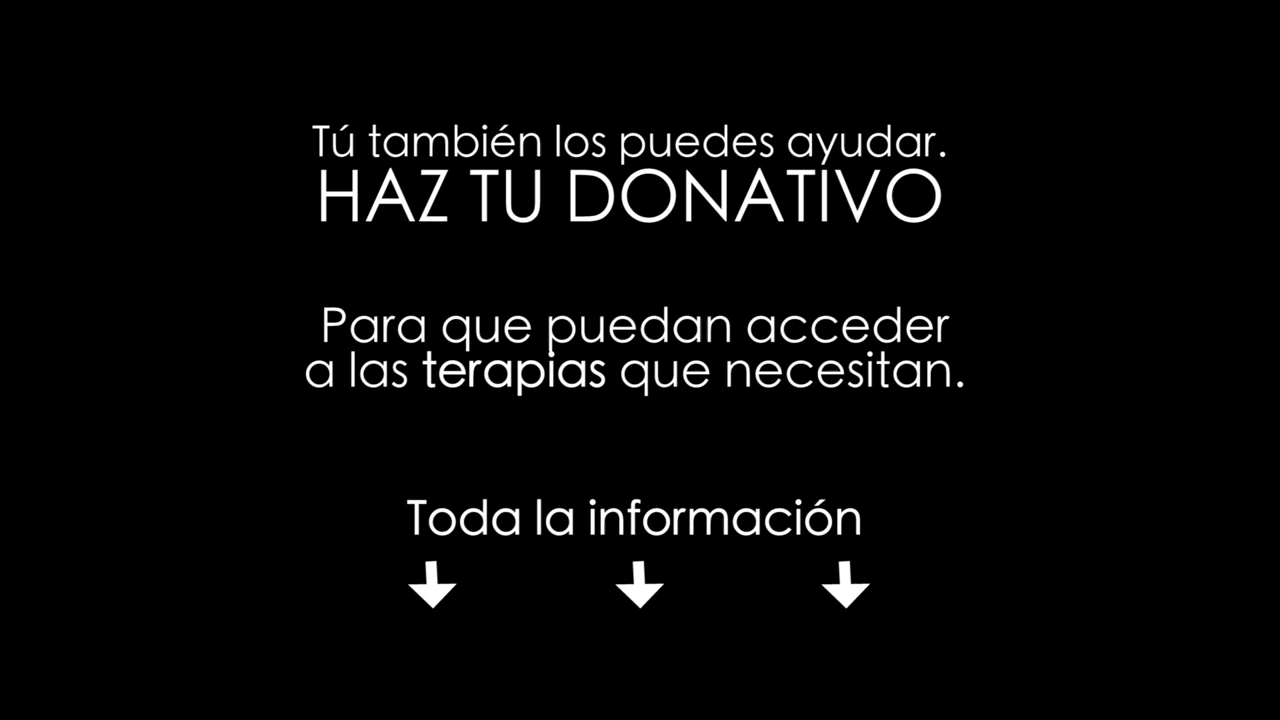 Tú también los puedes ayudar.
HAZ TU DONATIVO
Para que puedan acceder
a las terapias que necesitan.
Toda la información